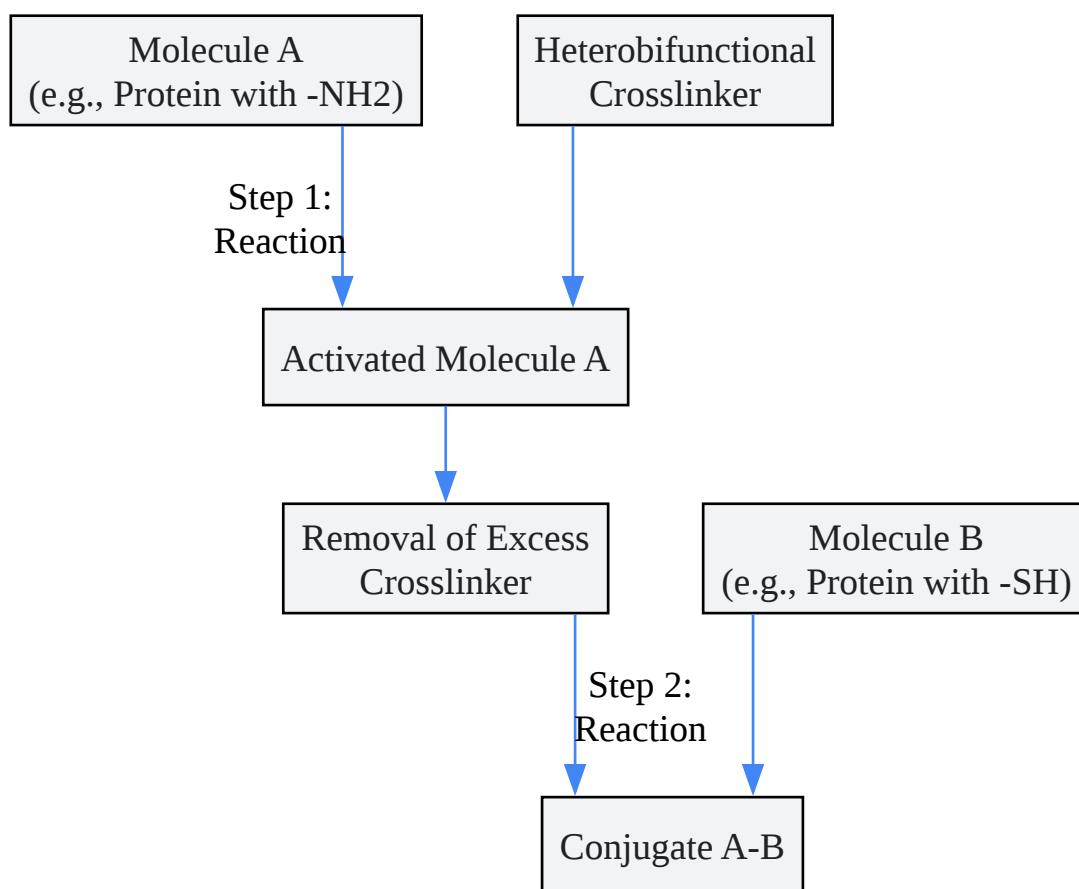 Molecule A
(e.g., Protein with -NH2)
Heterobifunctional
Crosslinker
Step 1:
Reaction
Activated Molecule A
Removal of Excess
Crosslinker
Molecule B
(e.g., Protein with -SH)
Step 2:
Reaction
Conjugate A-B